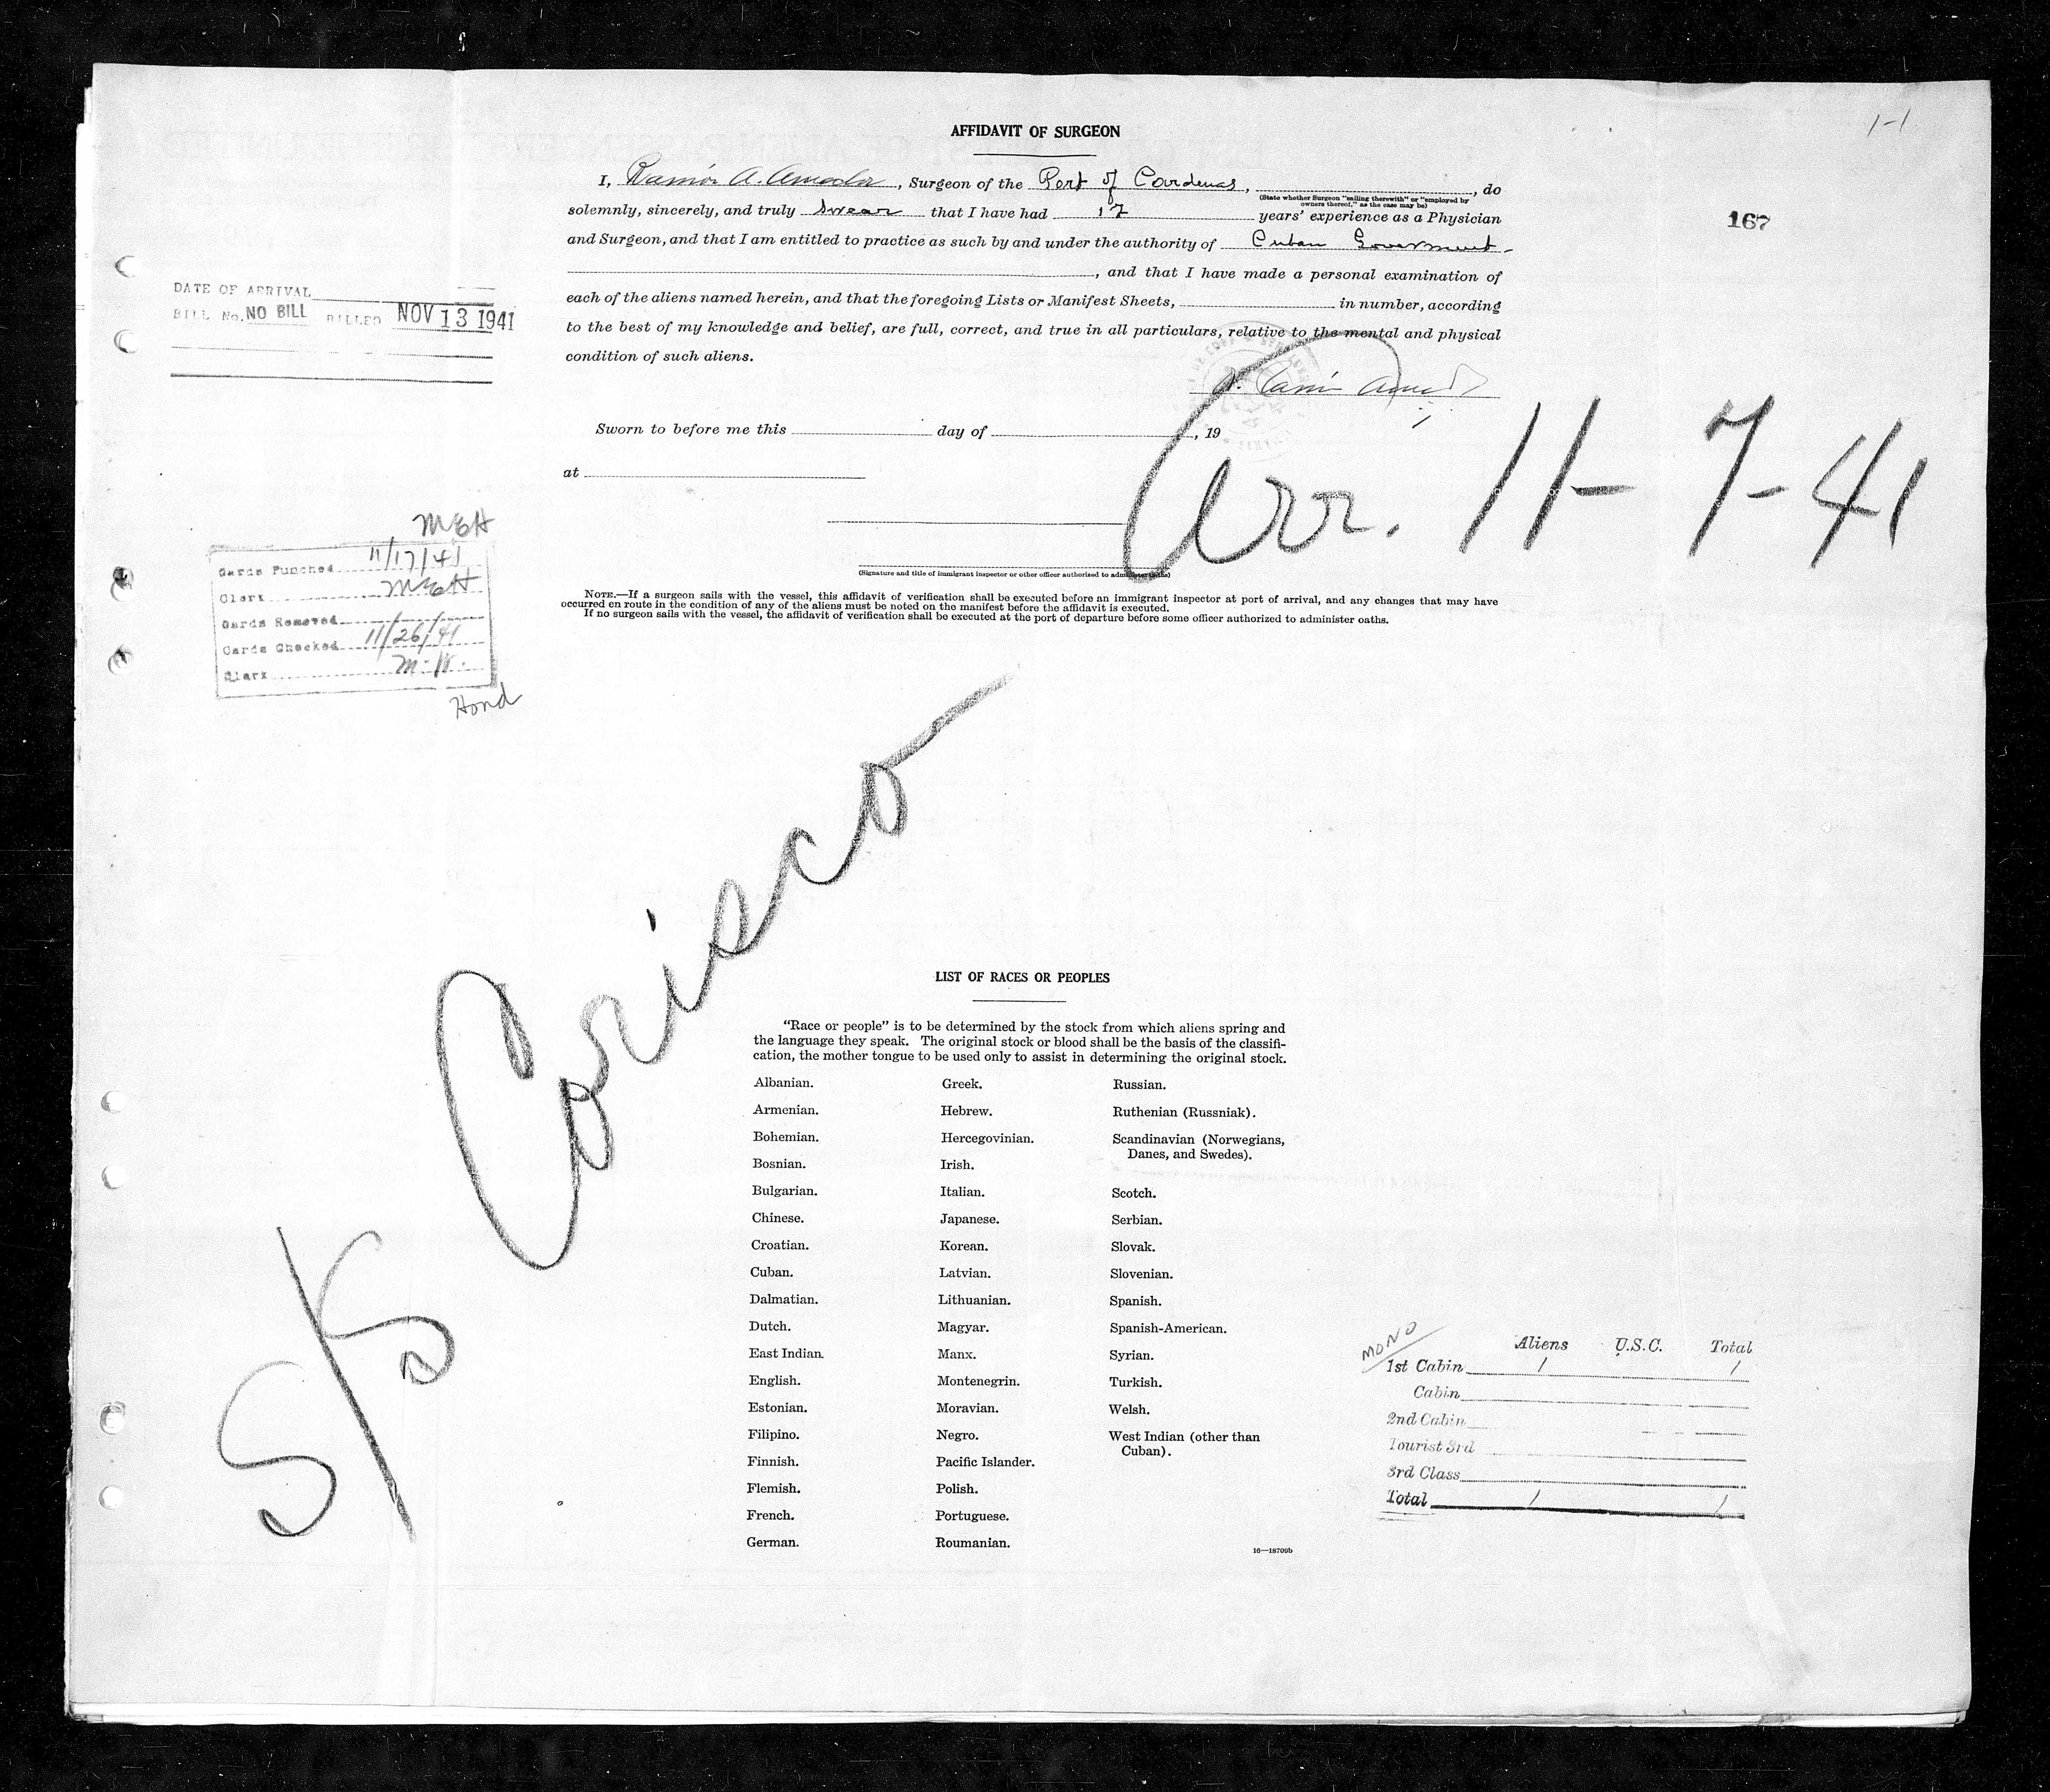 AFFIDAVIT OF SURGEON
1-1
I, Ramón A. Amador, Surgeon of the Port of Cardenas, , do
(State whether Surgeon "sailing therewith" or "employed by
owners thereof," as the case may be)
solemnly, sincerely, and truly swear that I have had 17 years' experience as a Physician
167
and Surgeon, and that I am entitled to practice as such by and under the authority of Cuban Goverment
, and that I have made a personal examination of
each of the aliens named herein, and that the foregoing Lists or Manifest Sheets, in number, according
to the best of my knowledge and belief, are full, correct, and true in all particulars, relative to the mental and physical
condition of such aliens.
DATE OF ARRIVAL
BILL No. NO BILL BILLED NOV 13 1941
Sworn to before me this day of , 19
at
Arr. 11-7-41
(Signature and title of immigrant inspector or other officer authorized to administer oaths)
NOTE.—If a surgeon sails with the vessel, this affidavit of verification shall be executed before an immigrant inspector at port of arrival, and any changes that may have
occurred en route in the condition of any of the aliens must be noted on the manifest before the affidavit is executed.
If no surgeon sails with the vessel, the affidavit of verification shall be executed at the port of departure before some officer authorized to administer oaths.
MEH
Cards Punched 11/17/41
Clerk MEH
Cards Removed
Cards Checked 11/26/41
Clerk
Hond
S/S Corisco
LIST OF RACES OR PEOPLES
"Race or people" is to be determined by the stock from which aliens spring and
the language they speak. The original stock or blood shall be the basis of the classifi-
cation, the mother tongue to be used only to assist in determining the original stock.
Albanian.
Armenian.
Bohemian.
Bosnian.
Bulgarian.
Chinese.
Croatian.
Cuban.
Dalmatian.
Dutch.
East Indian.
English.
Estonian.
Filipino.
Finnish.
Flemish.
French.
German.
Greek.
Hebrew.
Hercegovinian.
Irish.
Italian.
Japanese.
Korean.
Latvian.
Lithuanian.
Magyar.
Manx.
Montenegrin.
Moravian.
Negro.
Pacific Islander.
Polish.
Portuguese.
Roumanian.
Russian.
Ruthenian (Russniak).
Scandinavian (Norwegians,
Danes, and Swedes).
Scotch.
Serbian.
Slovak.
Slovenian.
Spanish.
Spanish-American.
Syrian.
Turkish.
Welsh.
West Indian (other than
Cuban).
16—18709b
MONO
Aliens U.S.C. Total
1st Cabin 1 1
Cabin
2nd Cabin
Tourist 3rd
3rd Class
Total 1 1